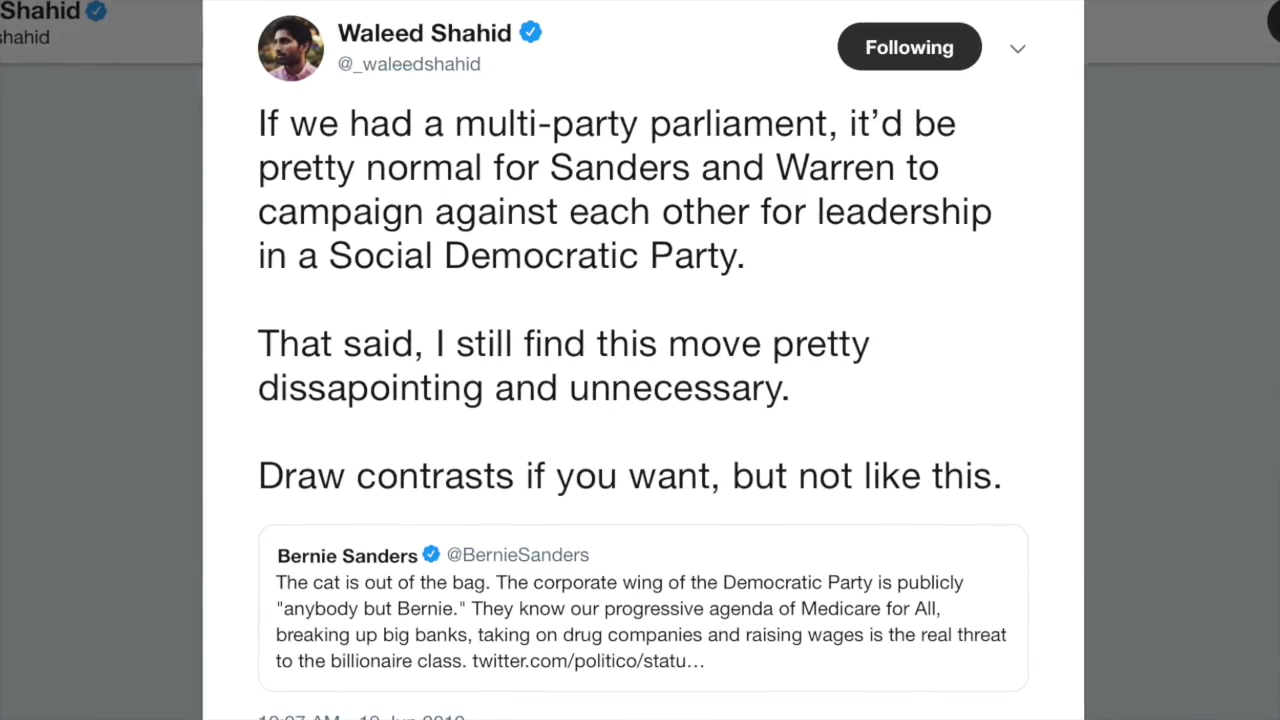 Shahid
shahid
Waleed Shahid
@_waleedshahid
Following
If we had a multi-party parliament, it’d be
pretty normal for Sanders and Warren to
campaign against each other for leadership
in a Social Democratic Party.
That said, I still find this move pretty
dissapointing and unnecessary.
Draw contrasts if you want, but not like this.
Bernie Sanders @BernieSanders
The cat is out of the bag. The corporate wing of the Democratic Party is publicly
"anybody but Bernie." They know our progressive agenda of Medicare for All,
breaking up big banks, taking on drug companies and raising wages is the real threat
to the billionaire class. twitter.com/politico/statu…